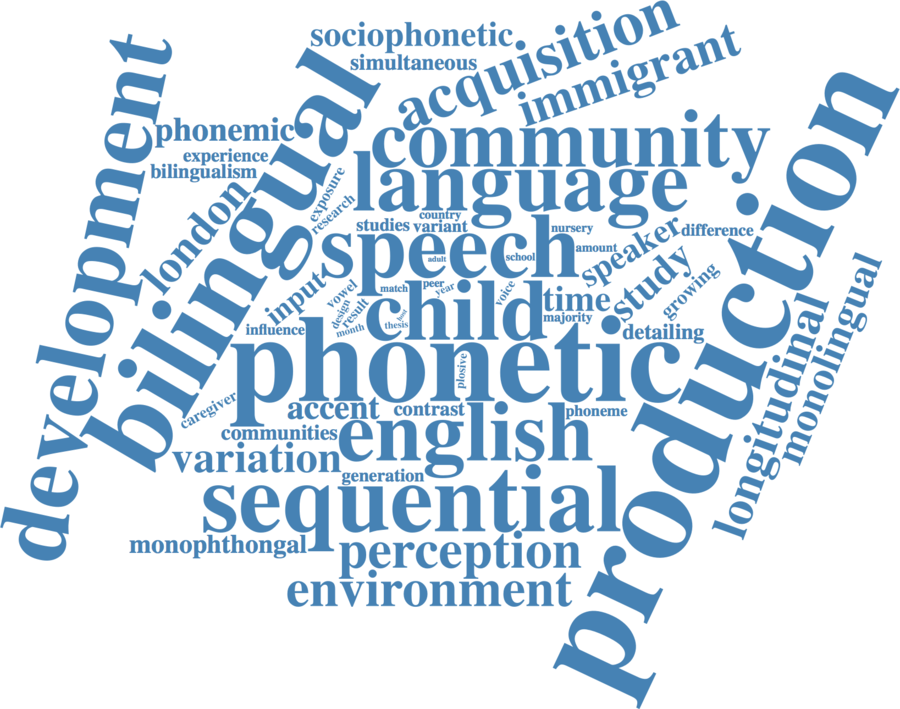 sociophonetic
simultaneous
acquisition
immigrant
development
phonemic
experience
bilingualism
bilingual
community
language
london
exposure
research
studies
country
variant
speech
adult
school
nursery
amount
speaker
difference
study
growing
input
vowel
design
result
month
influence
match
peer
year
host
thesis
child
voice
time
majority
detailing
production
longitudinal
monolingual
phonetic
plosive
caregiver
accent
contrast
phoneme
communities
english
variation
generation
sequential
monophthongal
perception
environment